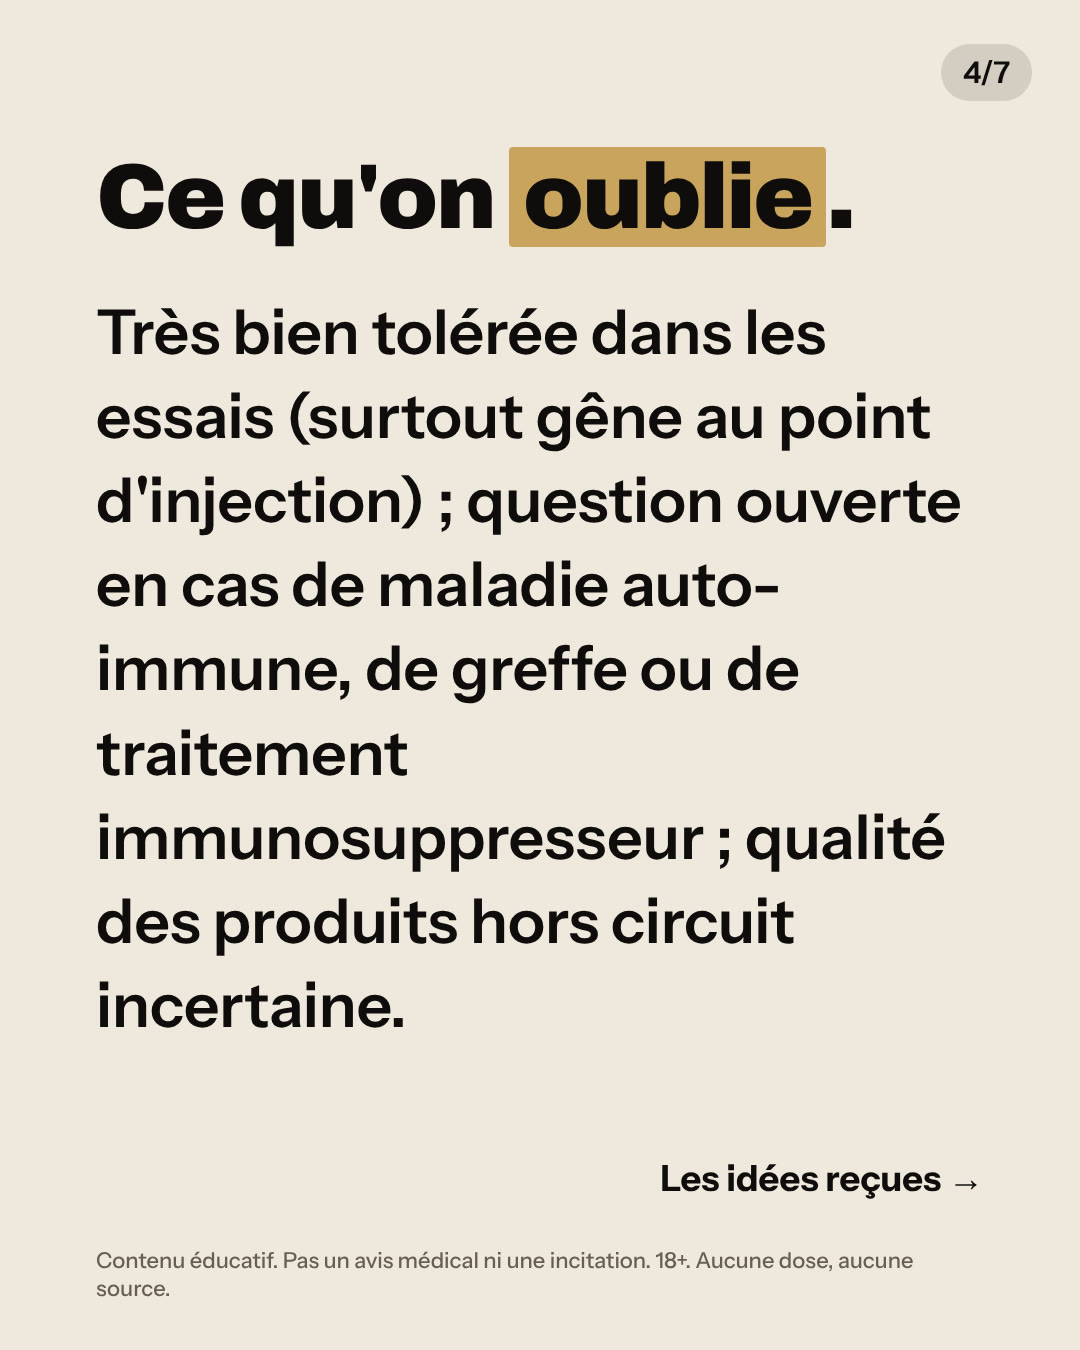 4/7
Ce qu'on oublie.
Très bien tolérée dans les
essais (surtout gêne au point
d'injection) ; question ouverte
en cas de maladie auto-
immune, de greffe ou de
traitement
immunosuppresseur ; qualité
des produits hors circuit
incertaine.
Les idées reçues →
Contenu éducatif. Pas un avis médical ni une incitation. 18+. Aucune dose, aucune
source.